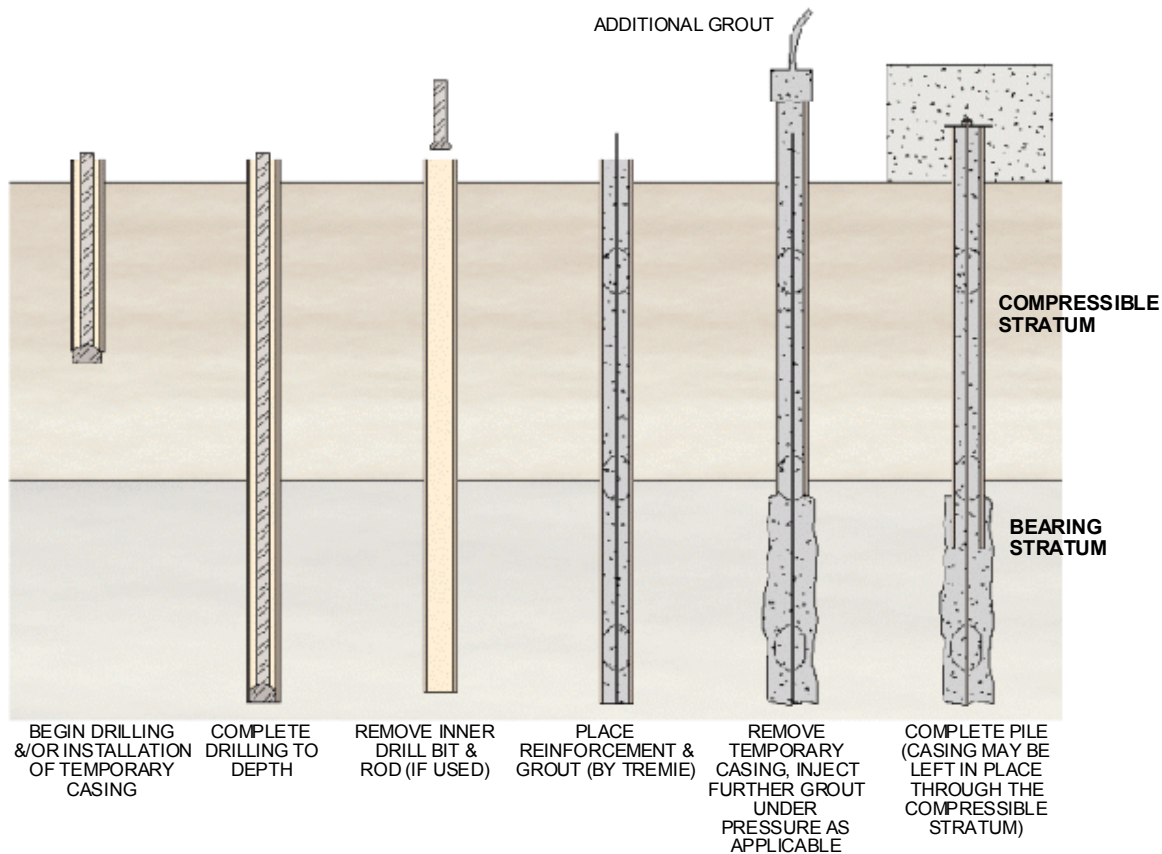 ADDITIONAL GROUT
COMPRESSIBLE
STRATUM
BEARING
STRATUM
BEGIN DRILLING
&/OR INSTALLATION
OF TEMPORARY
CASING
COMPLETE
DRILLING TO
DEPTH
REMOVE INNER
DRILL BIT &
ROD (IF USED)
PLACE
REINFORCEMENT &
GROUT (BY TREMIE)
REMOVE
TEMPORARY
CASING, INJECT
FURTHER GROUT
UNDER
PRESSURE AS
APPLICABLE
COMPLETE PILE
(CASING MAY BE
LEFT IN PLACE
THROUGH THE
COMPRESSIBLE
STRATUM)